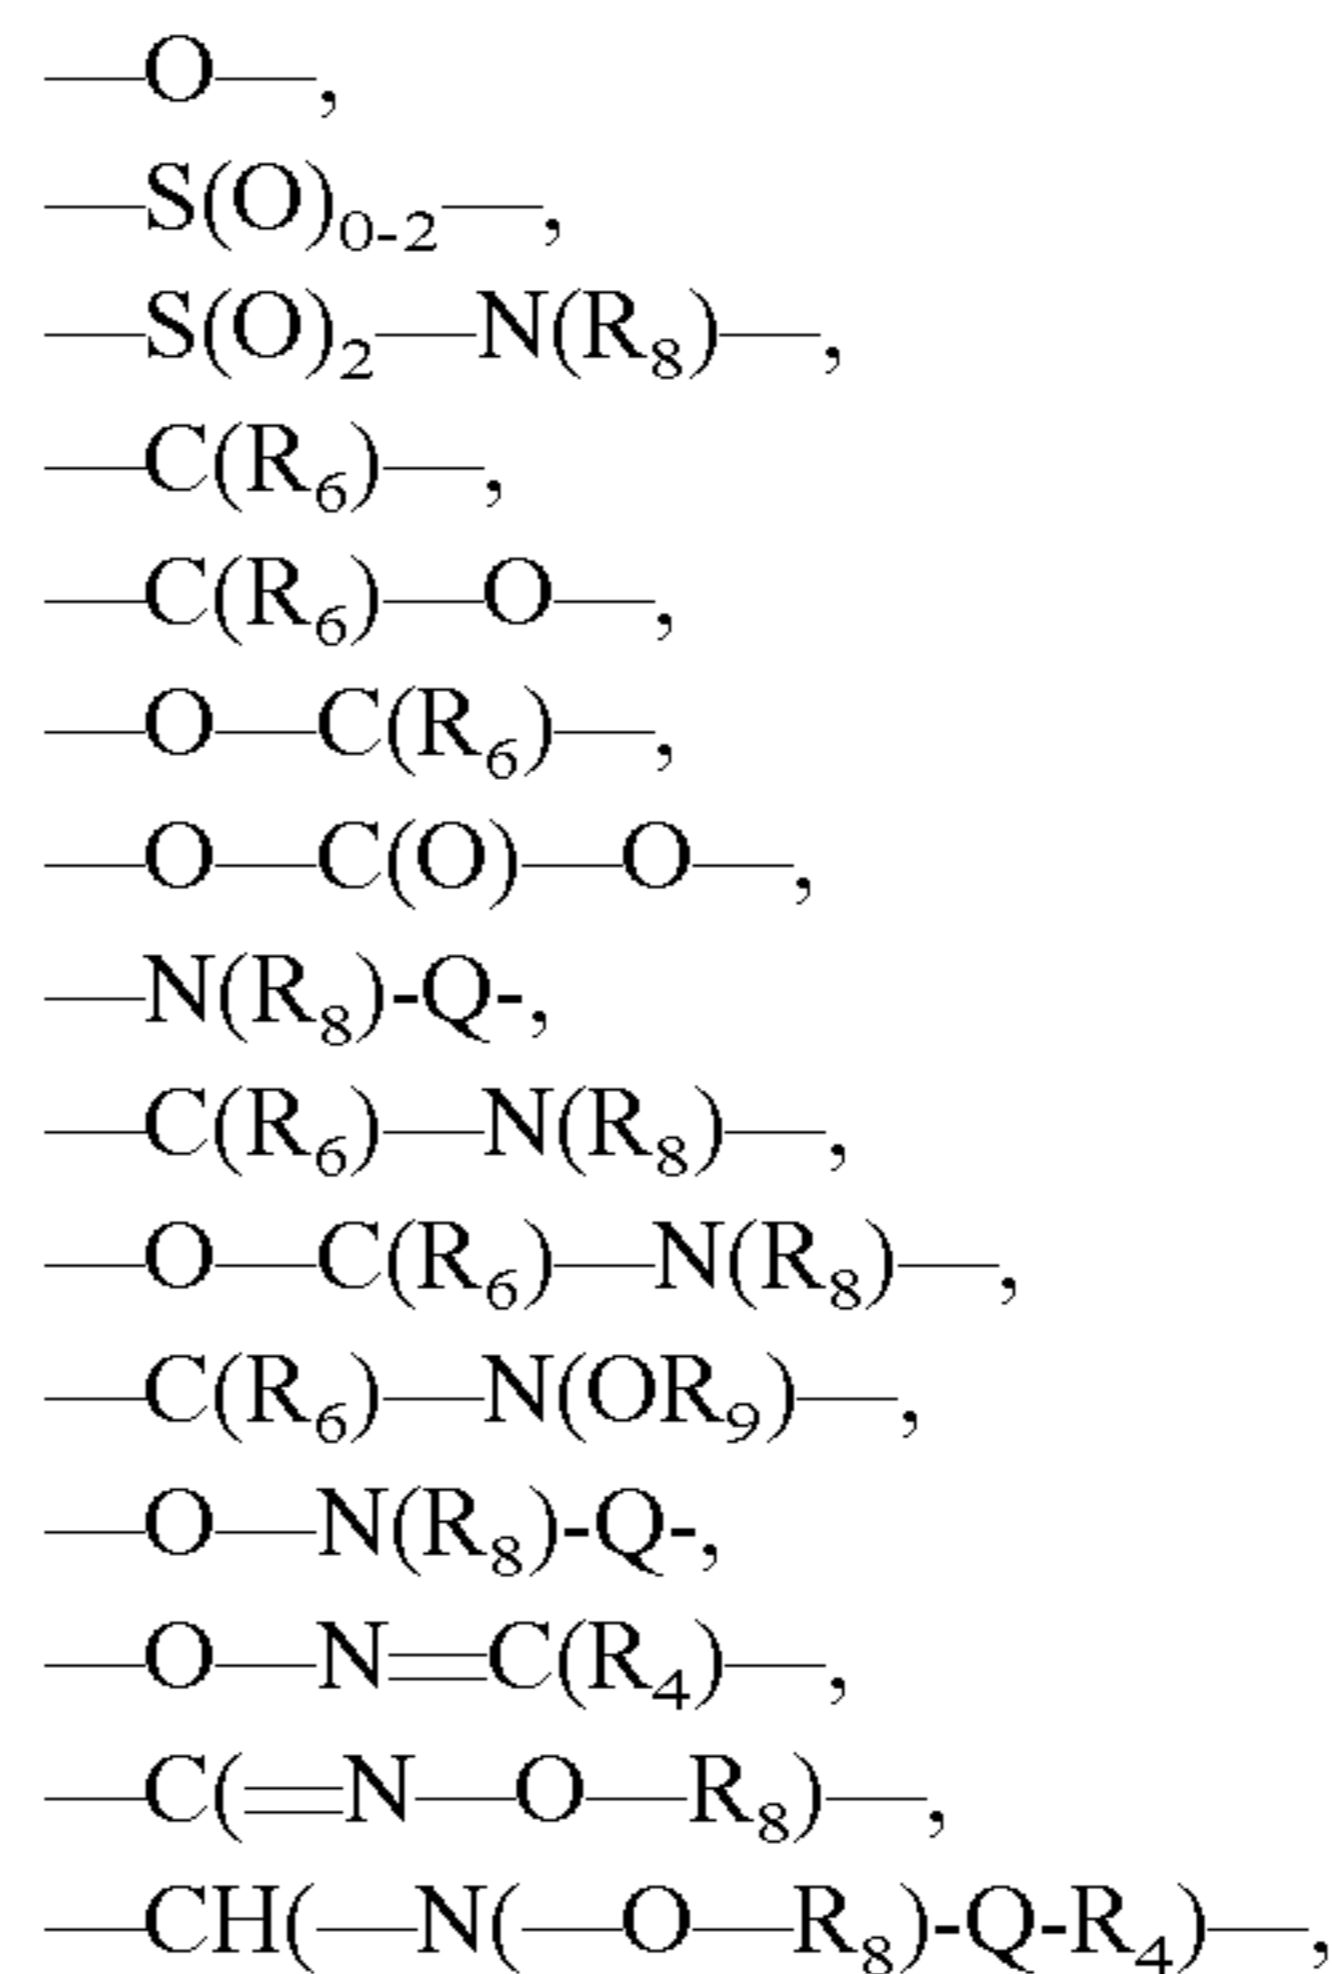 —O—,
—S(O)₀₋₂—,
—S(O)₂—N(R₈)—,
—C(R₆)—,
—C(R₆)—O—,
—O—C(R₆)—,
—O—C(O)—O—,
—N(R₈)-Q-,
—C(R₆)—N(R₈)—,
—O—C(R₆)—N(R₈)—,
—C(R₆)—N(OR₉)—,
—O—N(R₈)-Q-,
—O—N=C(R₄)—,
—C(=N—O—R₈)—,
—CH(—N(—O—R₈)-Q-R₄)—,